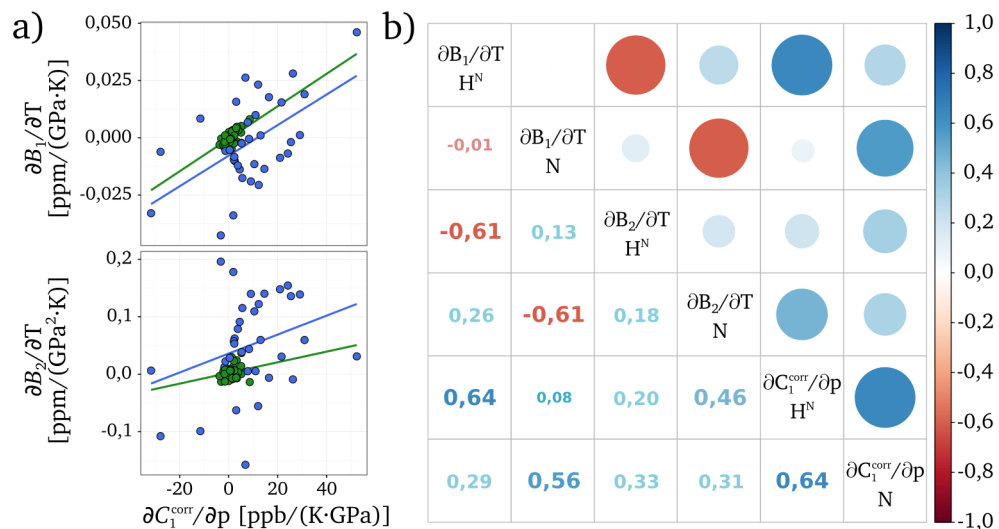 a)
0,050
0,025
0,000
-0,025
∂B₁/∂T
[ppm/(GPa·K)]
0,2
0,1
0,0
-0,1
∂B₂/∂T
[ppm/(GPa²·K)]
-20 0 20 40
∂C₁ᶜᵒʳʳ/∂p [ppb/(K·GPa)]
b)
∂B₁/∂T
Hᴺ
-0,01
∂B₁/∂T
N
-0,61 0,13
∂B₂/∂T
Hᴺ
0,26 -0,61 0,18
∂B₂/∂T
N
0,64 0,08 0,20 0,46
∂C₁ᶜᵒʳʳ/∂p
Hᴺ
0,29 0,56 0,33 0,31 0,64
∂C₁ᶜᵒʳʳ/∂p
N
1,0
0,8
0,6
0,4
0,2
0,0
-0,2
-0,4
-0,6
-0,8
-1,0